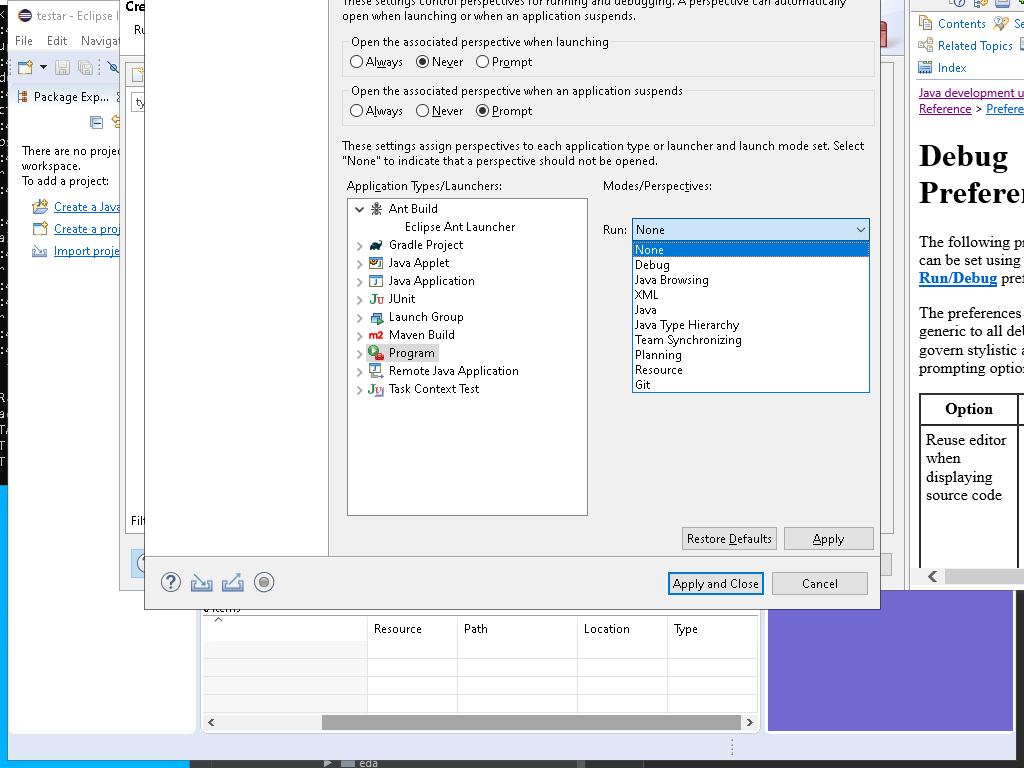 testar - Eclipse I
File Edit Navigat
Package Exp...
There are no proje
workspace.
To add a project:
Create a Java
Create a proj
Import proje
Cre
Ru
ty
Filt
These settings control perspectives for running and debugging. A perspective can automatically
open when launching or when an application suspends.
Open the associated perspective when launching
Always Never Prompt
Open the associated perspective when an application suspends
Always Never Prompt
These settings assign perspectives to each application type or launcher and launch mode set. Select
"None" to indicate that a perspective should not be opened.
Application Types/Launchers:
Ant Build
Eclipse Ant Launcher
Gradle Project
Java Applet
Java Application
JUnit
Launch Group
Maven Build
Program
Remote Java Application
Task Context Test
Modes/Perspectives:
Run: None
None
Debug
Java Browsing
XML
Java
Java Type Hierarchy
Team Synchronizing
Planning
Resource
Git
Restore Defaults Apply
Apply and Close Cancel
Resource Path Location Type
eda
Contents Se
Related Topics
Index
Java development u
Reference > Prefere
Debug
Preferen
The following pr
can be set using
Run/Debug pref
The preferences
generic to all deb
govern stylistic a
prompting option
Option
Reuse editor
when
displaying
source code